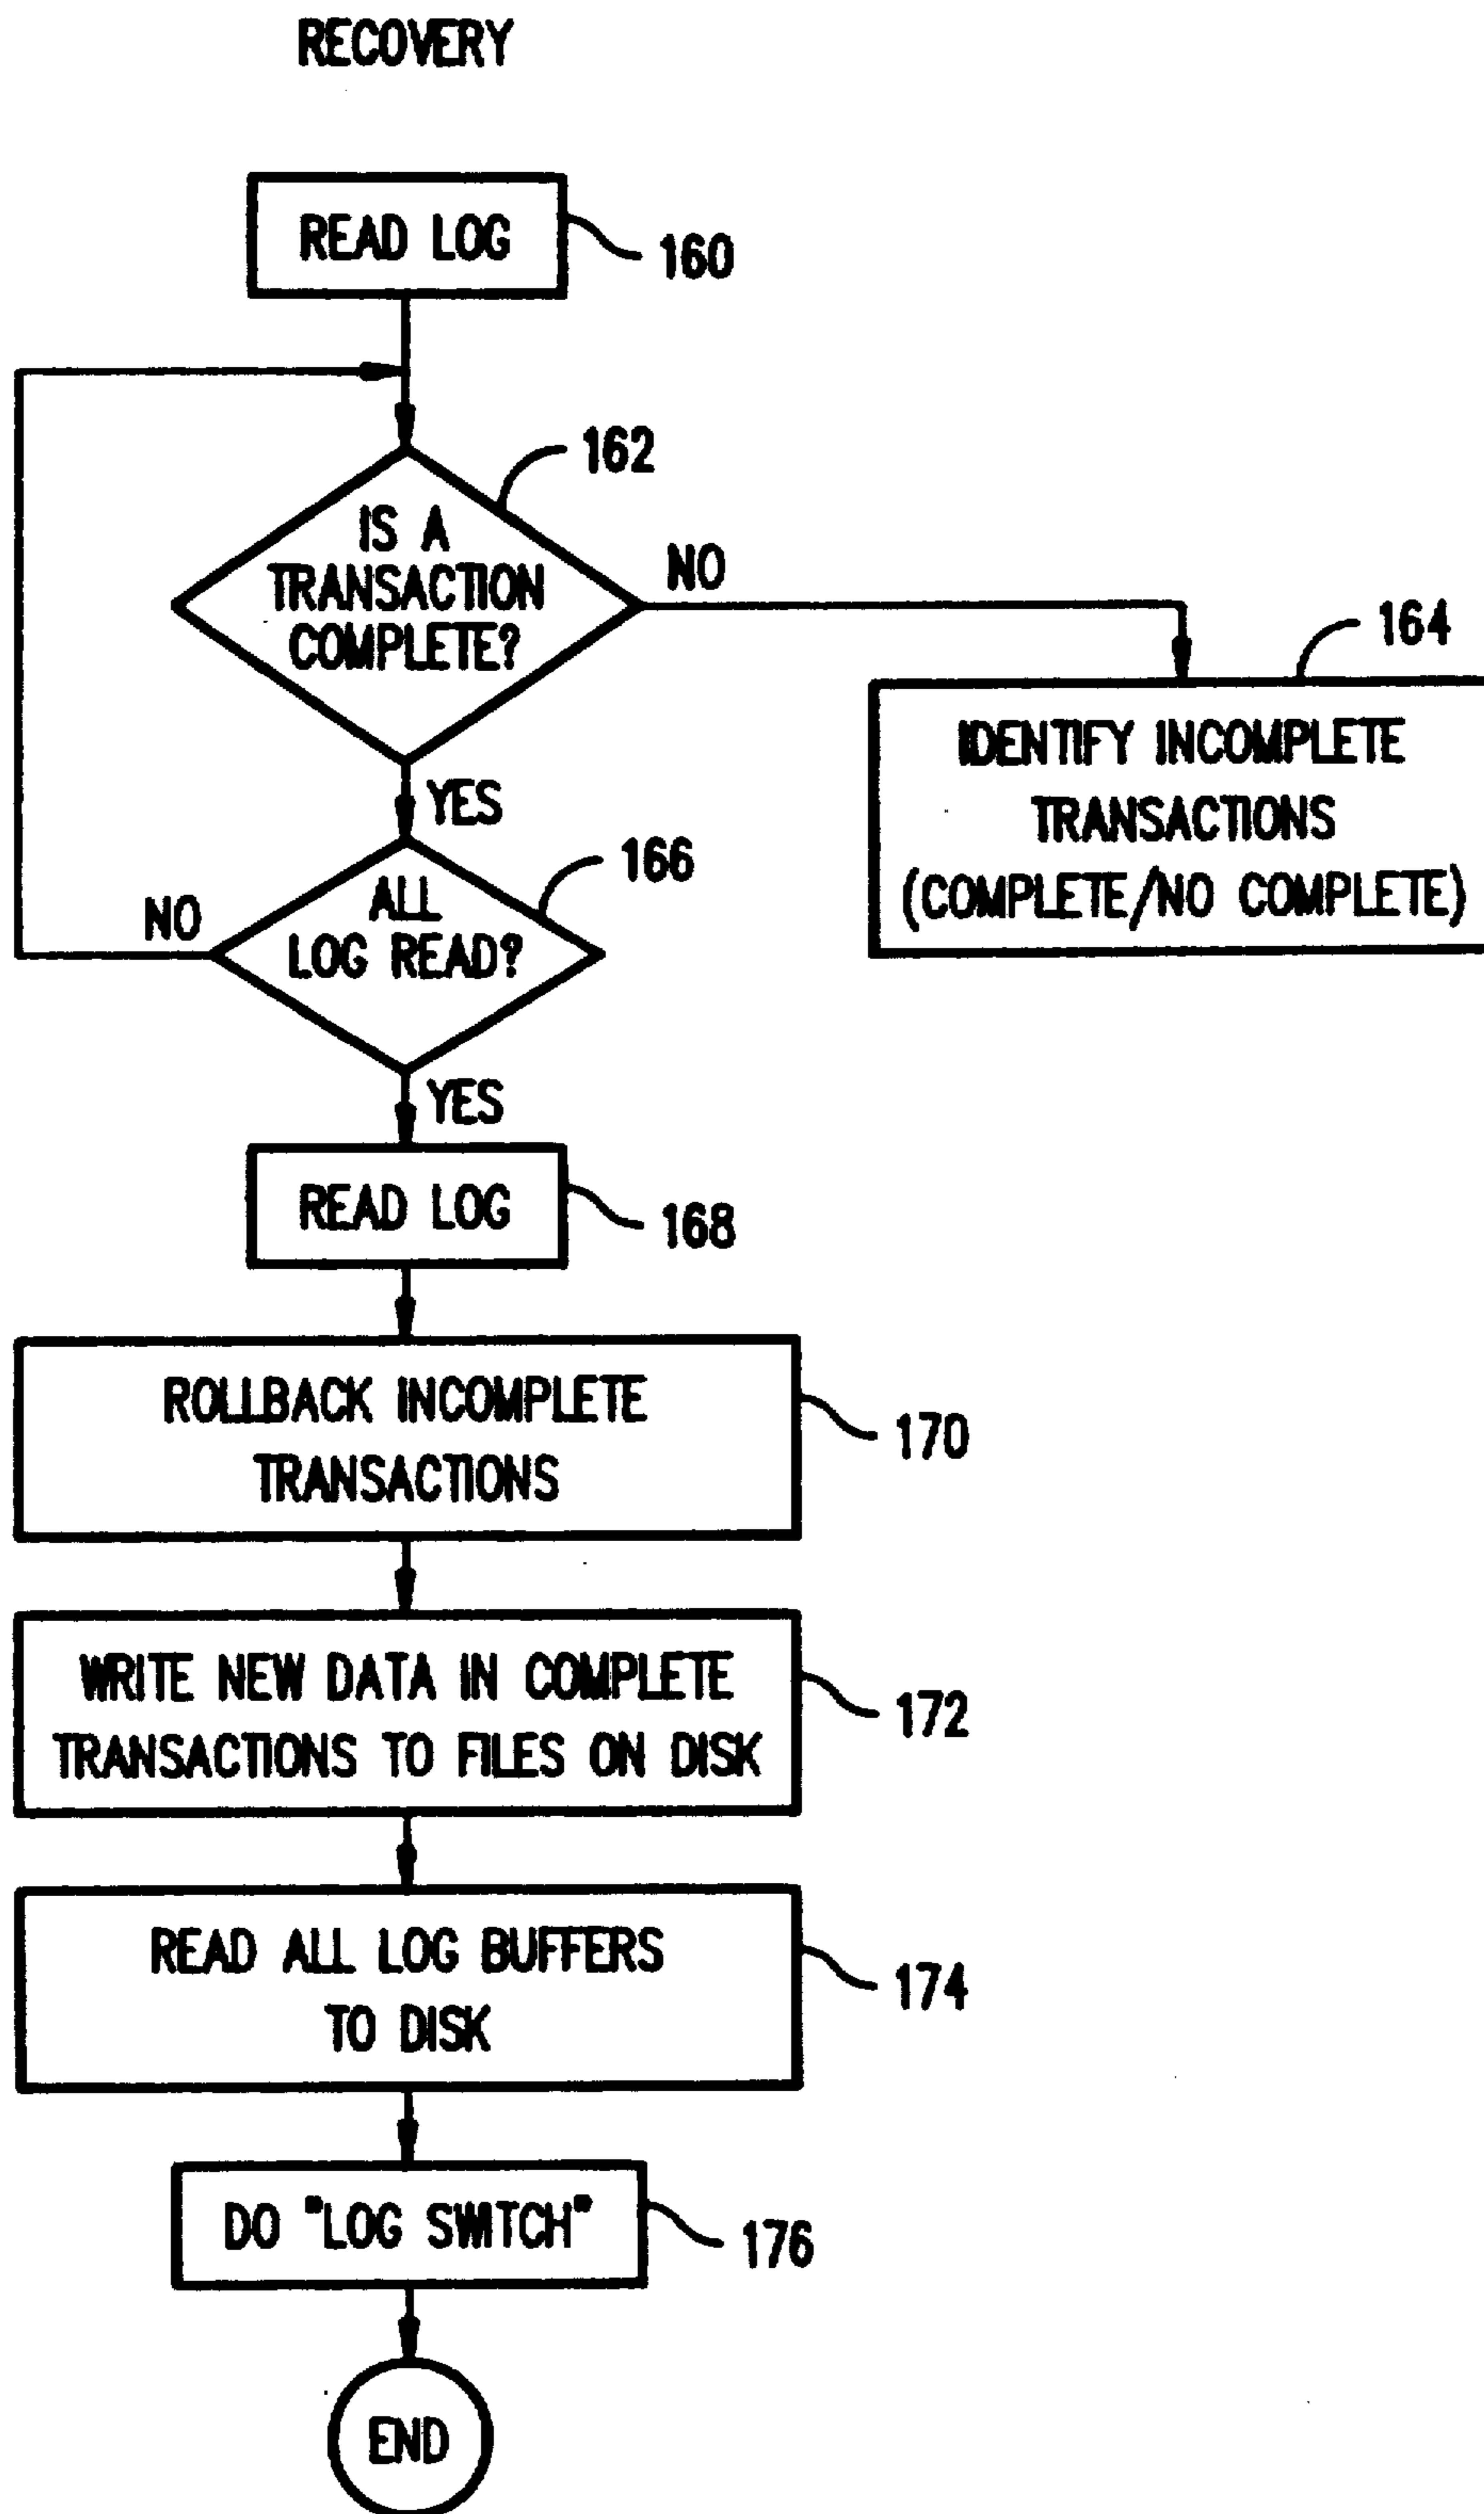 RECOVERY
READ LOG
160
162
IS A
TRANSACTION
COMPLETE?
NO
164
IDENTIFY INCOMPLETE
TRANSACTIONS
(COMPLETE/NO COMPLETE)
YES
166
ALL
LOG READ?
NO
YES
READ LOG
168
ROLLBACK INCOMPLETE
TRANSACTIONS
170
WRITE NEW DATA IN COMPLETE
TRANSACTIONS TO FILES ON DISK
172
READ ALL LOG BUFFERS
TO DISK
174
DO "LOG SWITCH"
176
END